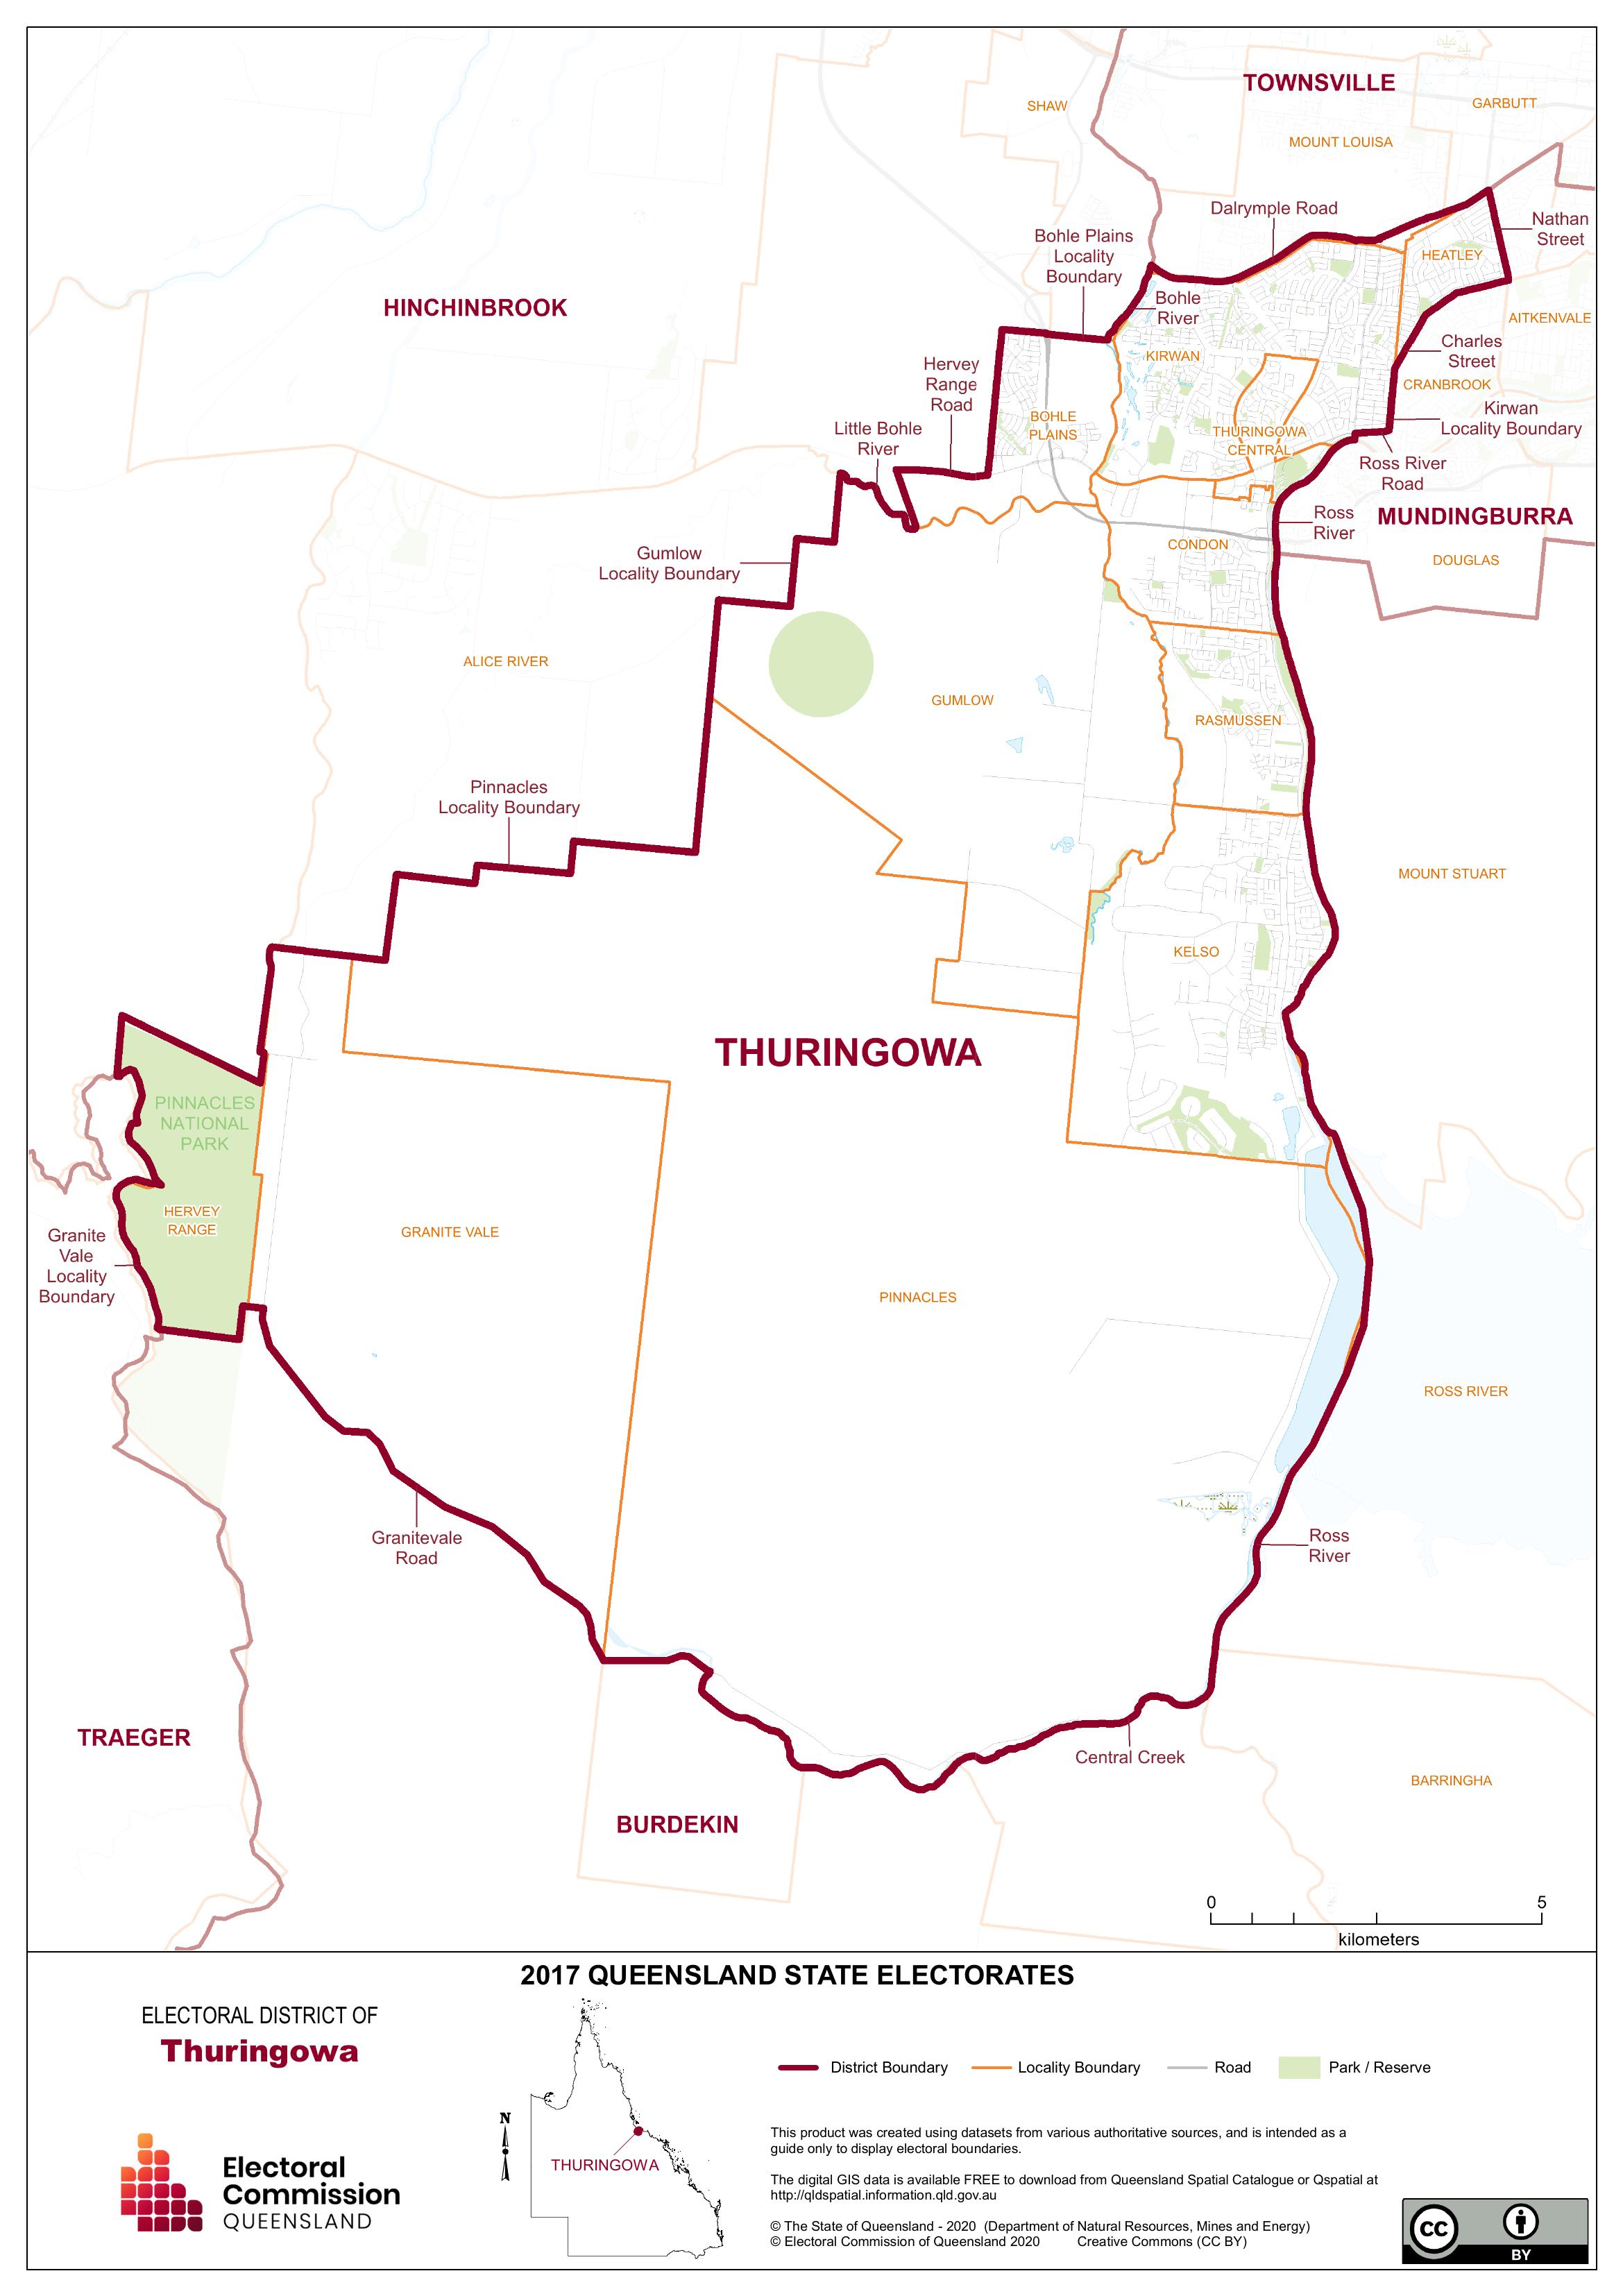 TOWNSVILLE
SHAW
GARBUTT
MOUNT LOUISA
Dalrymple Road
Nathan
Street
Bohle Plains
Locality
Boundary
HEATLEY
HINCHINBROOK
Bohle
River
AITKENVALE
Charles
Street
KIRWAN
Hervey
Range
Road
CRANBROOK
Kirwan
Locality Boundary
BOHLE
PLAINS
Little Bohle
River
THURINGOWA
CENTRAL
Ross River
Road
Ross
River
MUNDINGBURRA
Gumlow
Locality Boundary
CONDON
DOUGLAS
ALICE RIVER
GUMLOW
RASMUSSEN
Pinnacles
Locality Boundary
MOUNT STUART
KELSO
THURINGOWA
PINNACLES
NATIONAL
PARK
HERVEY
RANGE
Granite
Vale
Locality
Boundary
GRANITE VALE
PINNACLES
ROSS RIVER
Granitevale
Road
Ross
River
TRAEGER
Central Creek
BARRINGHA
BURDEKIN
0 5
kilometers
2017 QUEENSLAND STATE ELECTORATES
ELECTORAL DISTRICT OF
Thuringowa
District Boundary
Locality Boundary
Road
Park / Reserve
N
THURINGOWA
Electoral
Commission
QUEENSLAND
This product was created using datasets from various authoritative sources, and is intended as a
guide only to display electoral boundaries.
The digital GIS data is available FREE to download from Queensland Spatial Catalogue or Qspatial at
http://qldspatial.information.qld.gov.au
© The State of Queensland - 2020 (Department of Natural Resources, Mines and Energy)
© Electoral Commission of Queensland 2020 Creative Commons (CC BY)
CC
BY